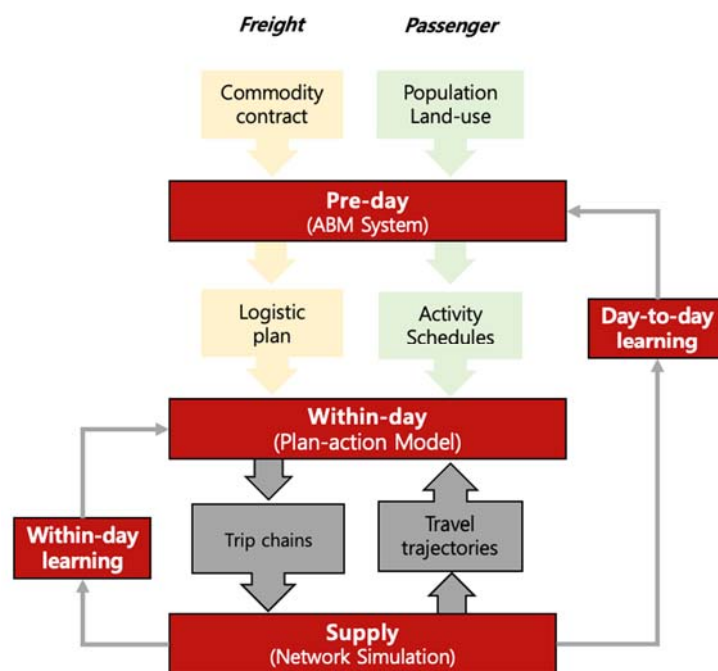 Freight
Passenger
Commodity
contract
Population
Land-use
Pre-day
(ABM System)
Logistic
plan
Activity
Schedules
Day-to-day
learning
Within-day
(Plan-action Model)
Within-day
learning
Trip chains
Travel
trajectories
Supply
(Network Simulation)